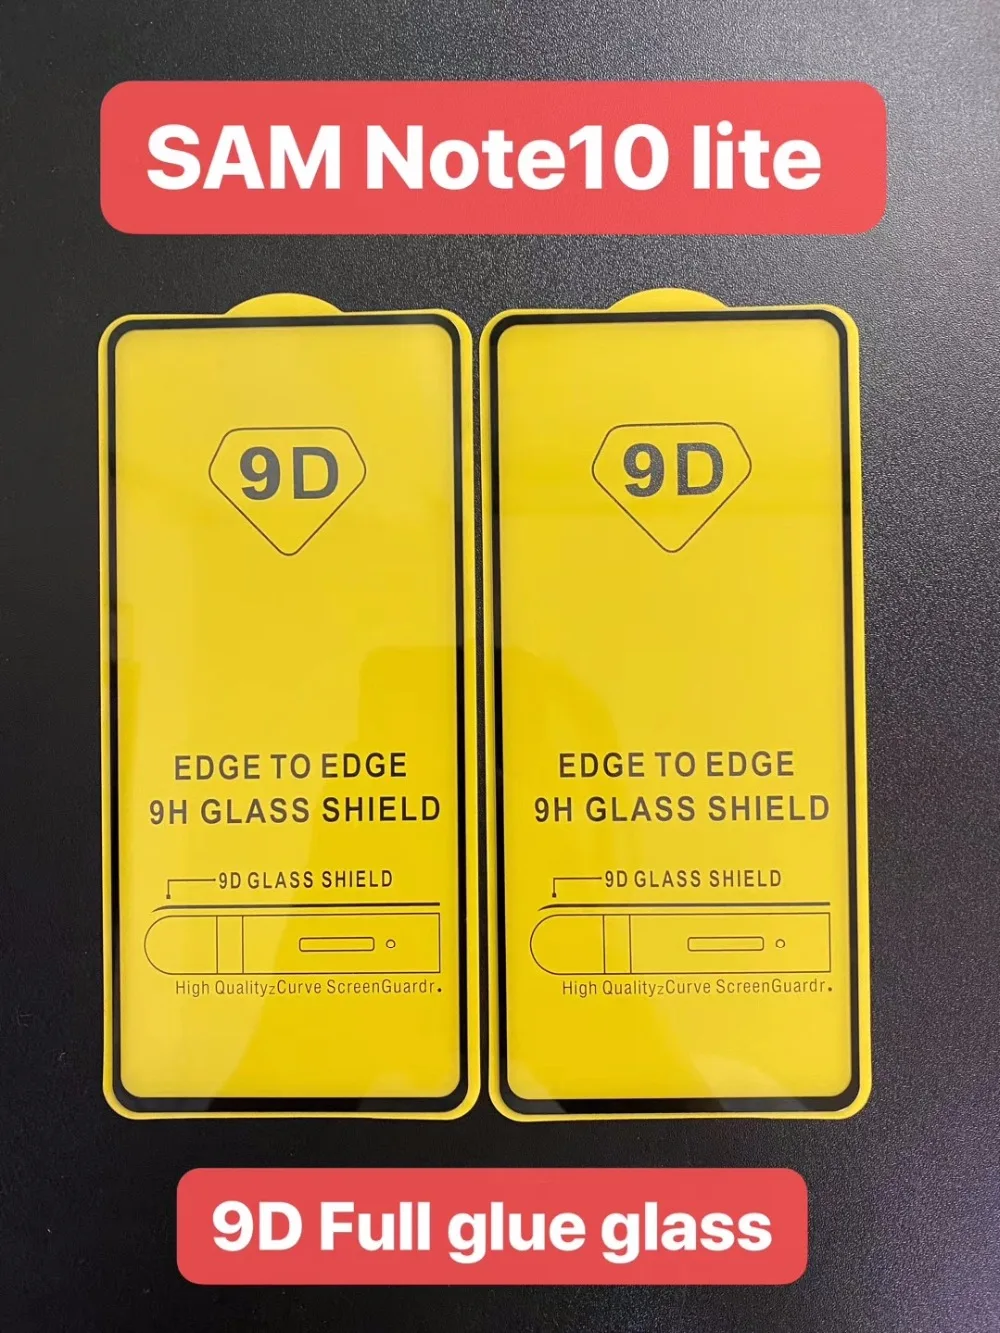 SAM Note10 lite
9D
EDGE TO EDGE
9H GLASS SHIELD
9D GLASS SHIELD
High QualityzCurve ScreenGuardr.
9D
EDGE TO EDGE
9H GLASS SHIELD
9D GLASS SHIELD
High QualityzCurve ScreenGuardr.
9D Full glue glass